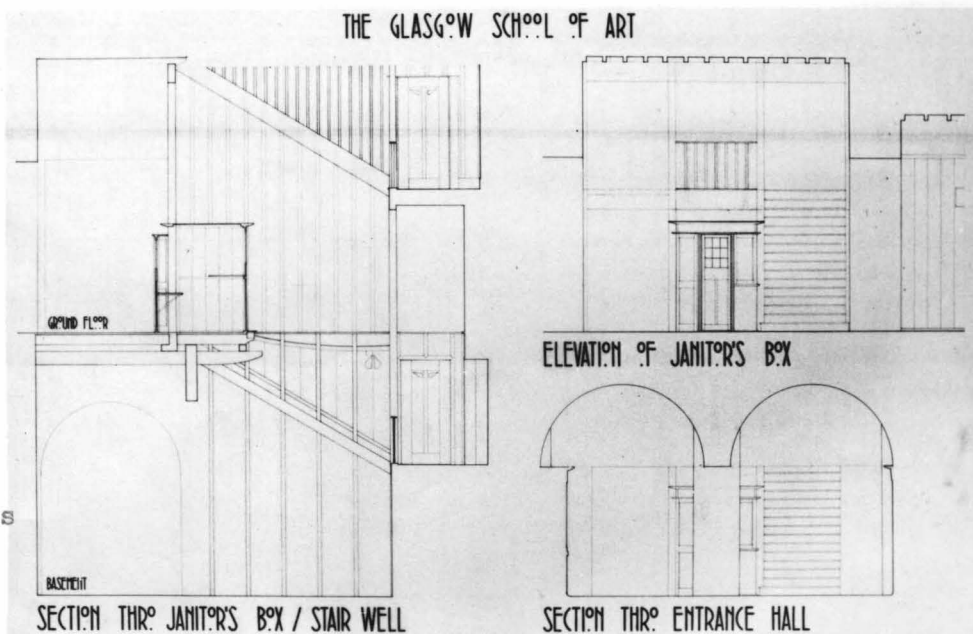 THE GLASGOW SCHOOL OF ART
GROUND FLOOR
ELEVATION OF JANITOR'S BOX
S
BASEMENT
SECTION THRO JANITOR'S BOX / STAIR WELL
SECTION THRO ENTRANCE HALL